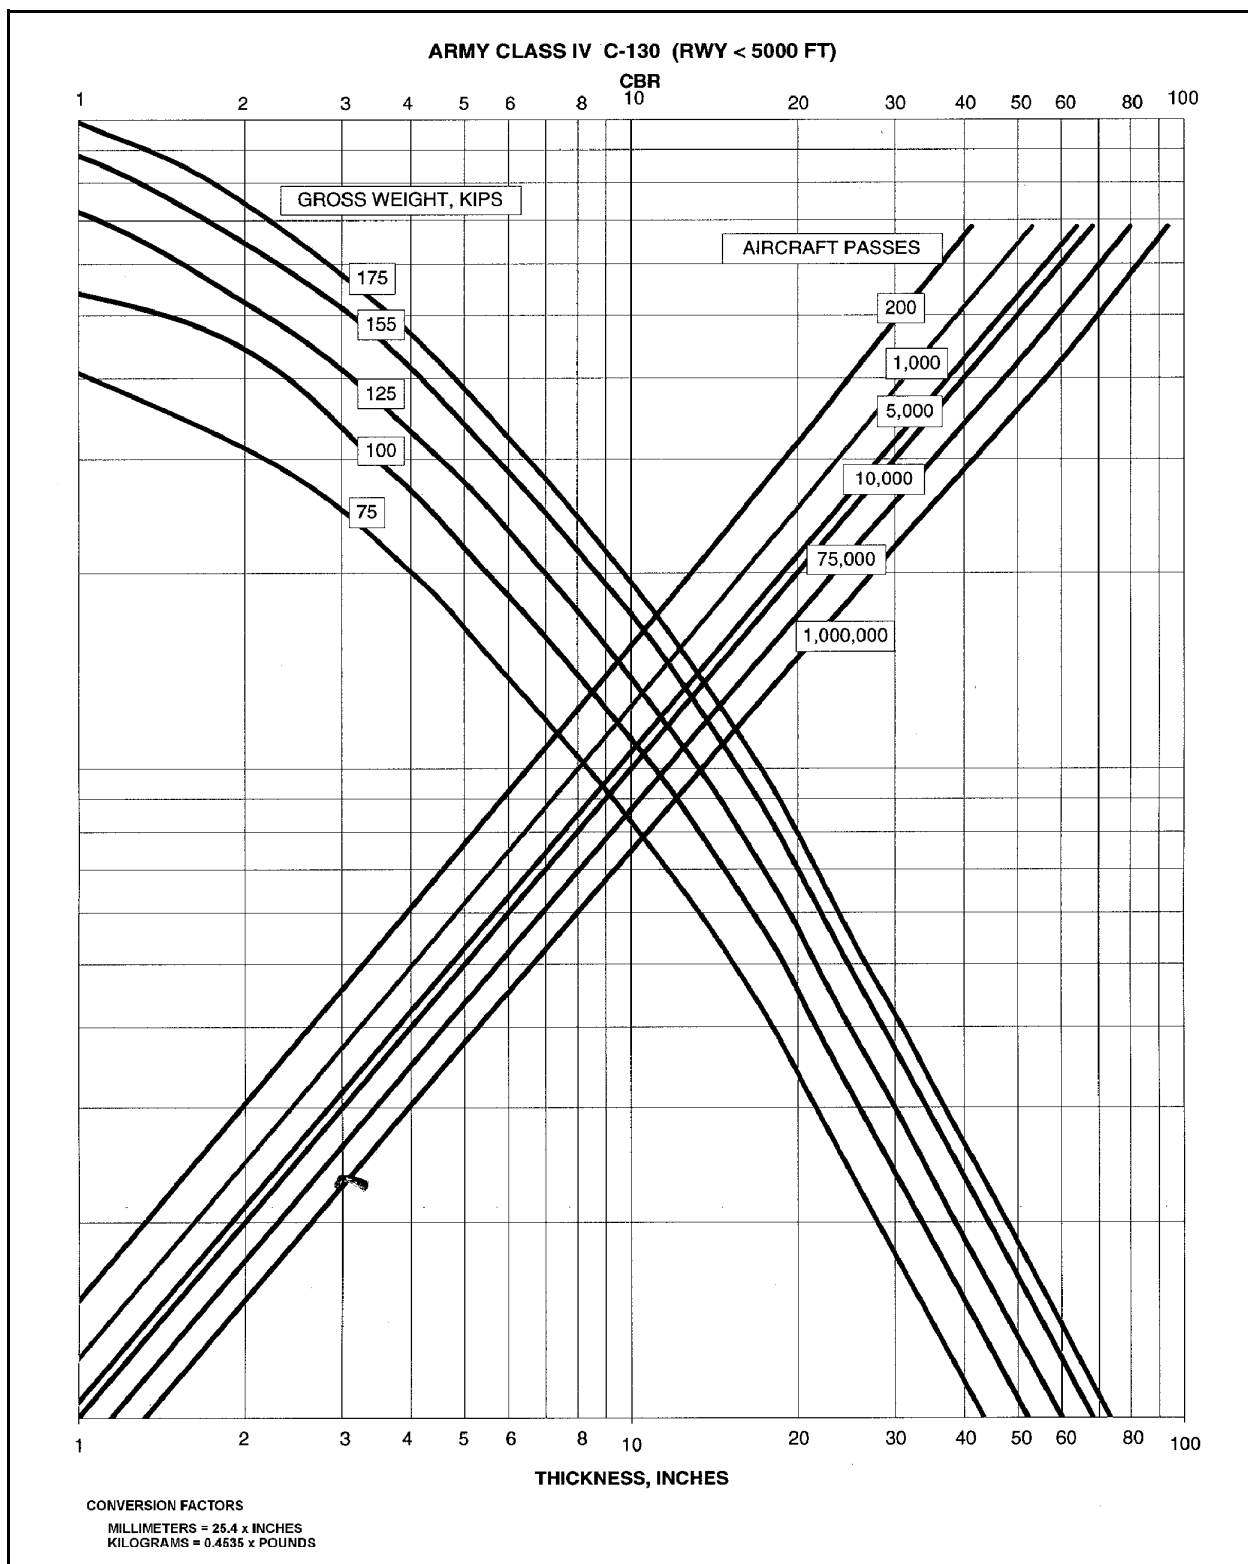 ARMY CLASS IV C-130 (RWY < 5000 FT)
CBR
1 2 3 4 5 6 8 10 20 30 40 50 60 80 100
GROSS WEIGHT, KIPS
AIRCRAFT PASSES
175
200
155
1,000
125
5,000
100
10,000
75
75,000
1,000,000
1 2 3 4 5 6 8 10 20 30 40 50 60 80 100
THICKNESS, INCHES
CONVERSION FACTORS
MILLIMETERS = 25.4 x INCHES
KILOGRAMS = 0.4535 x POUNDS